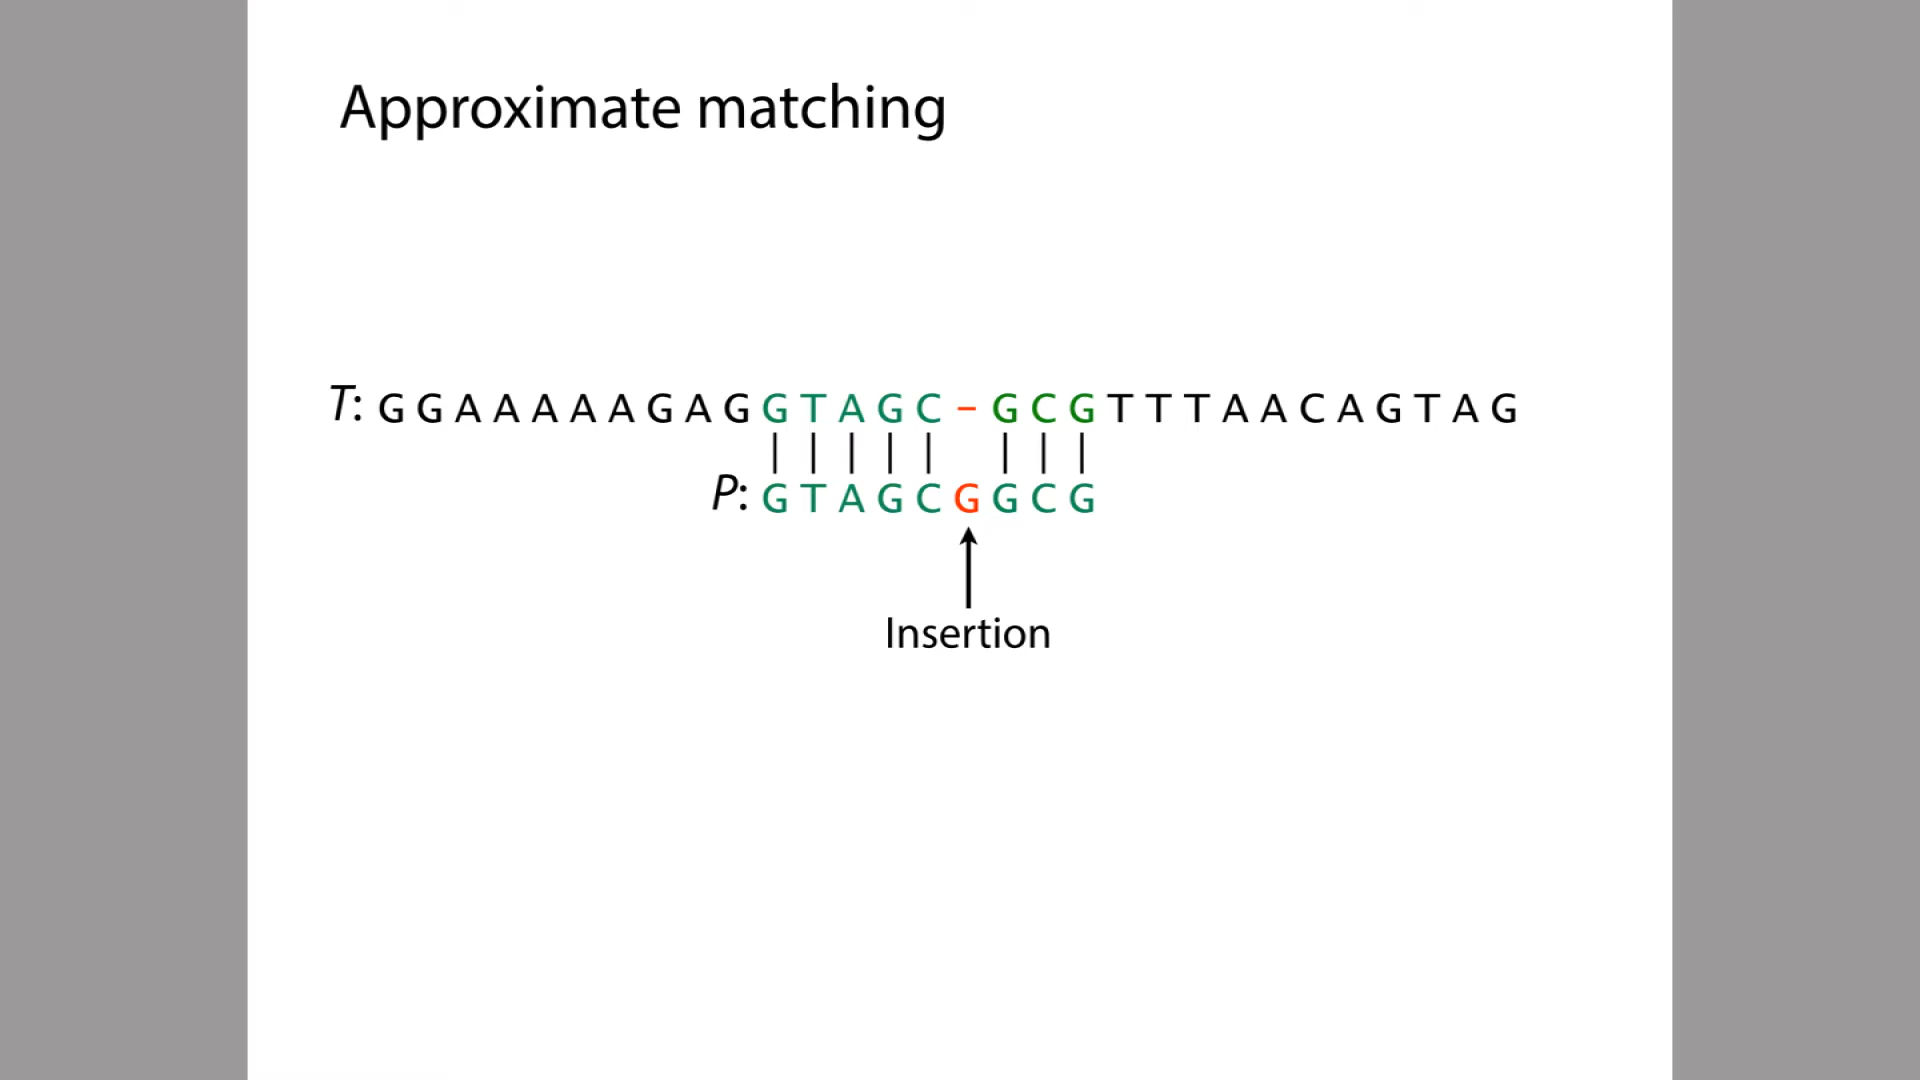 Approximate matching
T: G G A A A A A G A G G T A G C – G C G T T T A A C A G T A G
P: G T A G C G G C G
Insertion